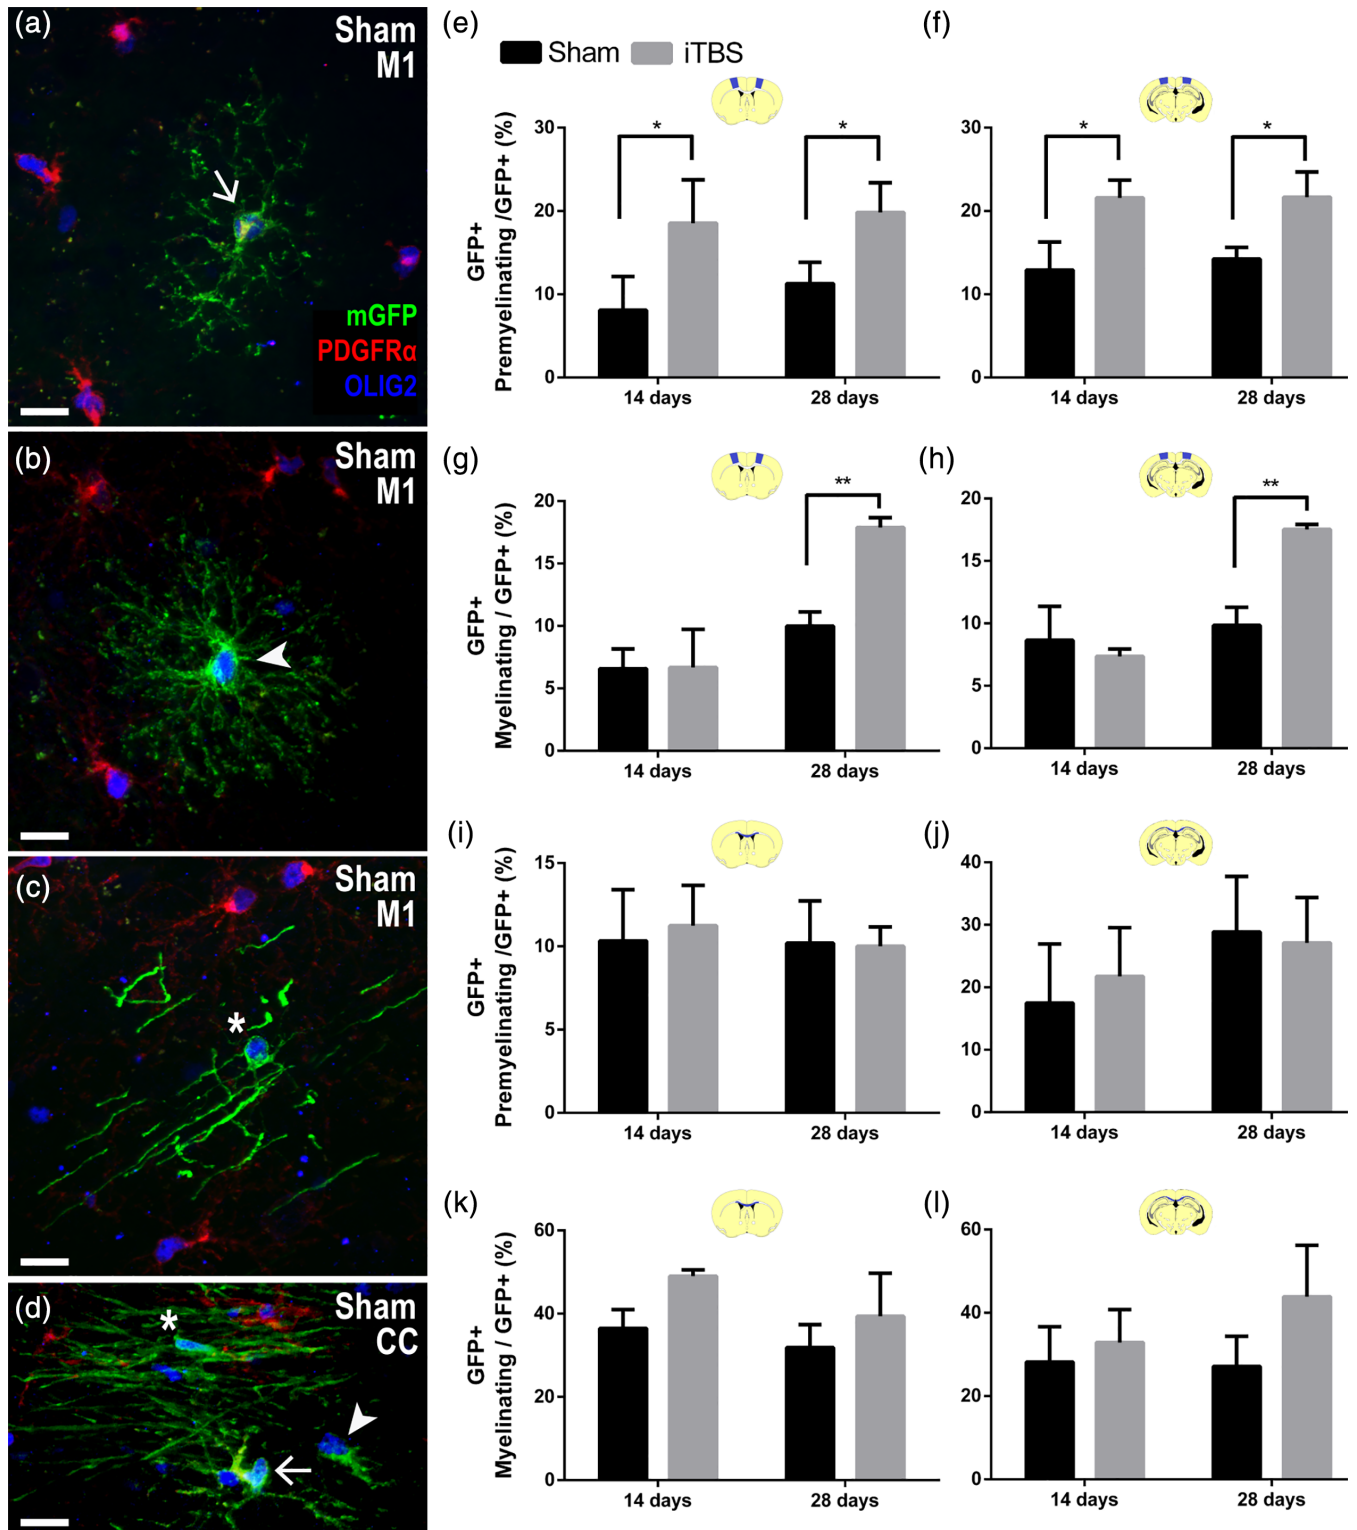 (a)
Sham
M1
mGFP
PDGFRα
OLIG2
(b)
Sham
M1
(c)
Sham
M1
*
(d)
Sham
CC
*
Sham
iTBS
(e)
GFP+
Premyelinating /GFP+ (%)
30
20
10
0
*
*
14 days
28 days
(f)
30
20
10
0
*
*
14 days
28 days
(g)
GFP+
Myelinating / GFP+ (%)
20
15
10
5
0
**
14 days
28 days
(h)
20
15
10
5
0
**
14 days
28 days
(i)
GFP+
Premyelinating /GFP+ (%)
15
10
5
0
14 days
28 days
(j)
40
30
20
10
0
14 days
28 days
(k)
GFP+
Myelinating / GFP+ (%)
60
40
20
0
14 days
28 days
(l)
60
40
20
0
14 days
28 days